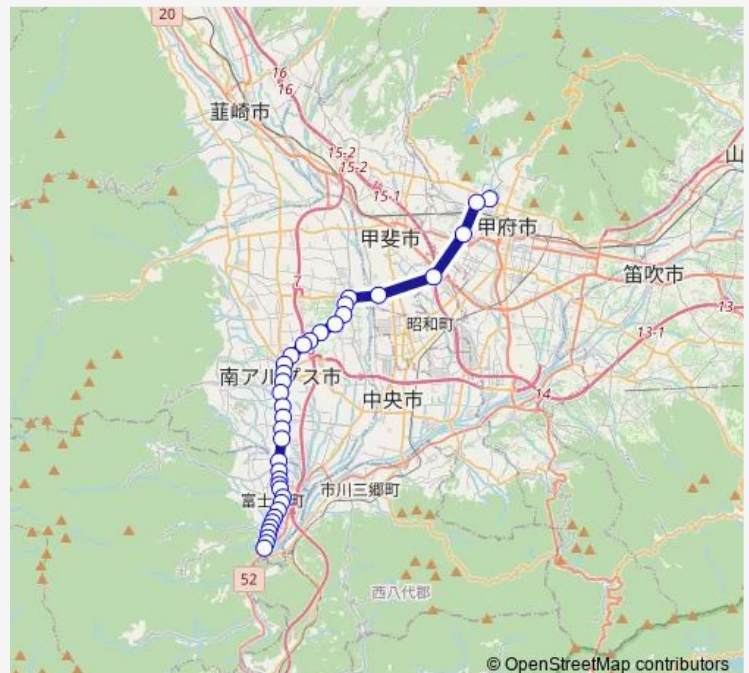 20
16
16
韮崎市
15-2
15-2
15-1
山
甲斐市
甲府市
笛吹市
7
13
昭和町
13-1
南アルプス市
中央市
14
市川三郷町
富士川町
52
西八代郡
© OpenStreetMap contributors